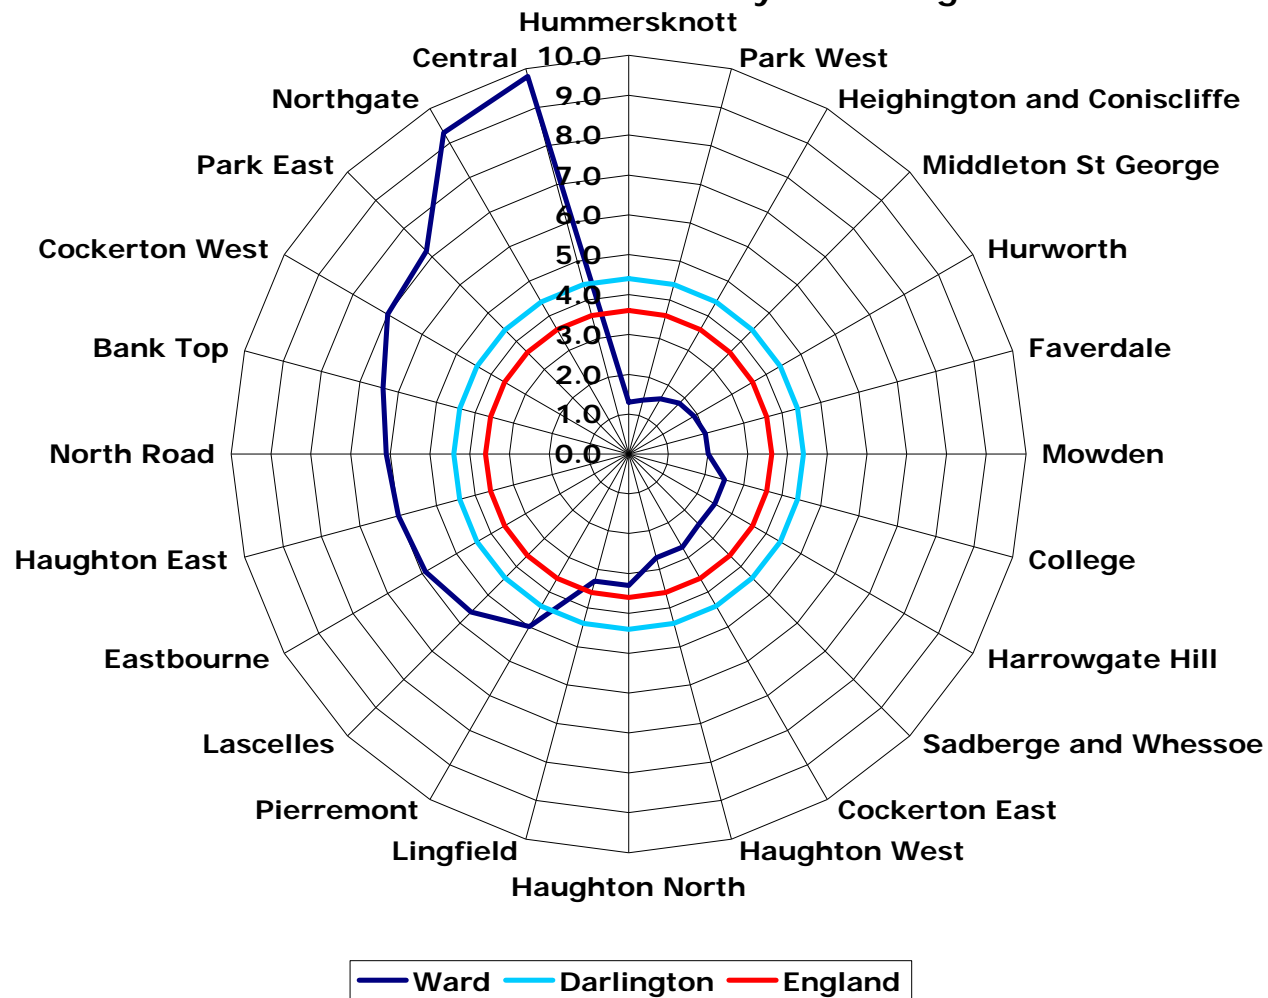 Hummersknott
Park West
Heighington and Coniscliffe
Middleton St George
Hurworth
Faverdale
Mowden
College
Harrowgate Hill
Sadberge and Whessoe
Cockerton East
Haughton West
Haughton North
Lingfield
Pierremont
Lascelles
Eastbourne
Haughton East
North Road
Bank Top
Cockerton West
Park East
Northgate
Central
10.0
9.0
8.0
7.0
6.0
5.0
4.0
3.0
2.0
1.0
0.0
Ward
Darlington
England